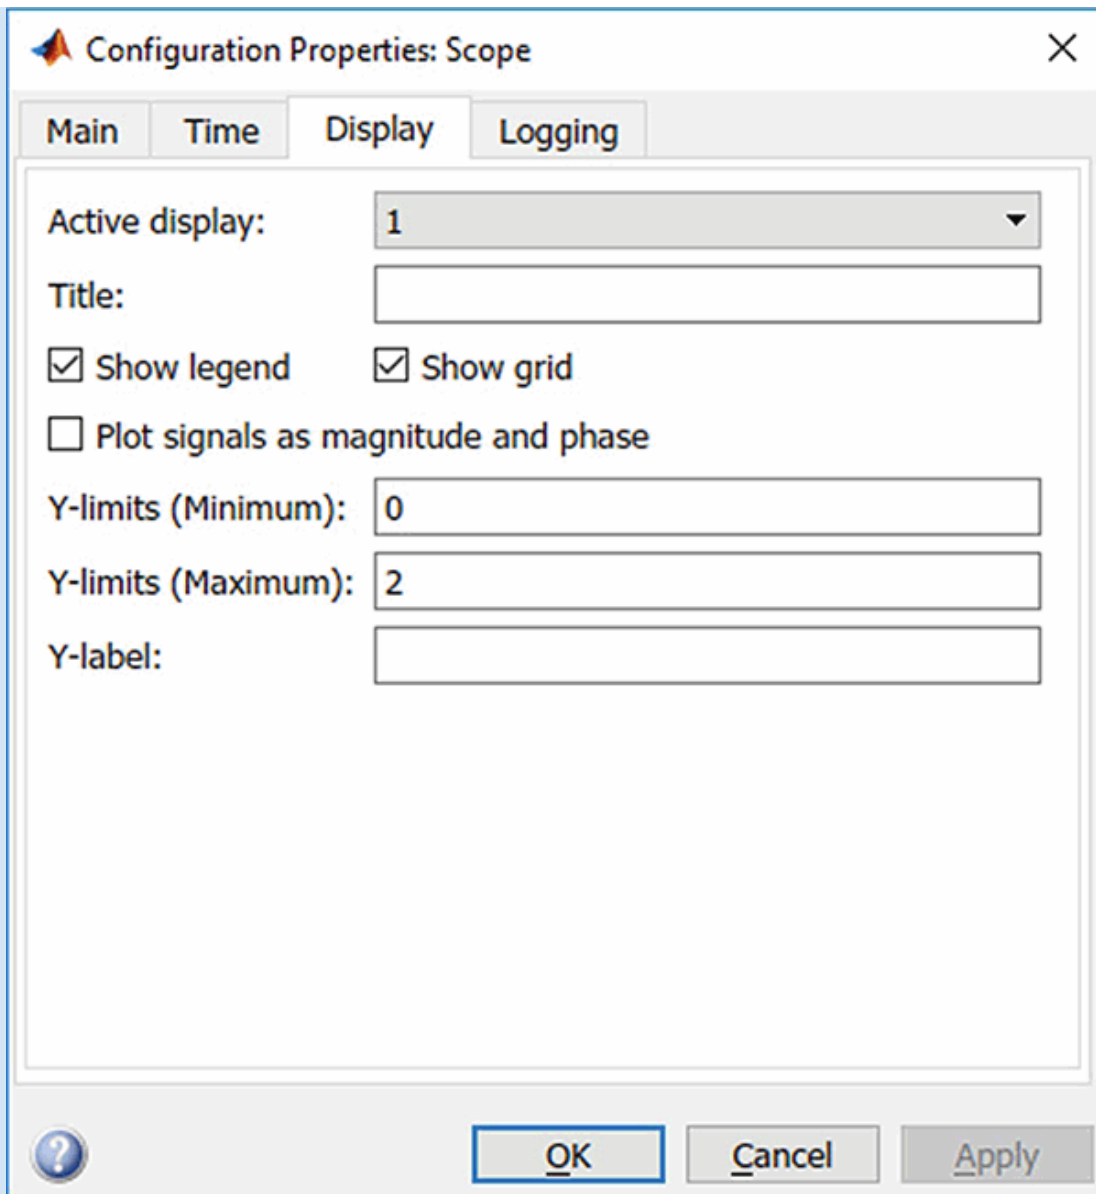 Configuration Properties: Scope
Main Time Display Logging
Active display: 1
Title:
Show legend Show grid
Plot signals as magnitude and phase
Y-limits (Minimum): 0
Y-limits (Maximum): 2
Y-label:
? OK Cancel Apply